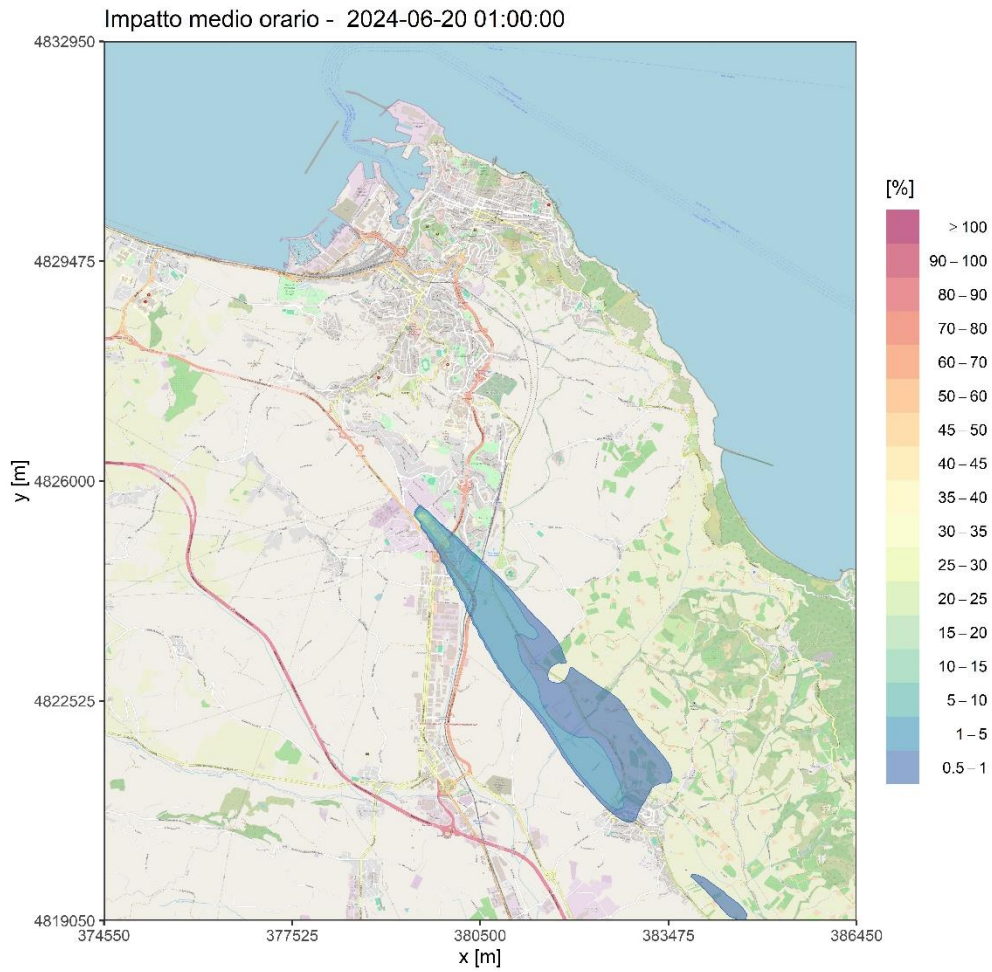 Impatto medio orario - 2024-06-20 01:00:00
4832950
4829475
4826000
4822525
4819050
y [m]
374550
377525
380500
383475
386450
x [m]
[%]
> 100
90 – 100
80 – 90
70 – 80
60 – 70
50 – 60
45 – 50
40 – 45
35 – 40
30 – 35
25 – 30
20 – 25
15 – 20
10 – 15
5 – 10
1 – 5
0.5 – 1